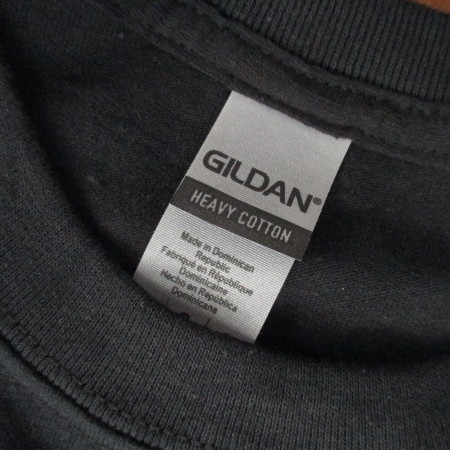 GILDAN®
HEAVY COTTON
Made in Dominican
Republic
Fabriqué en République
Dominicaine
Hecho en República
Dominicana